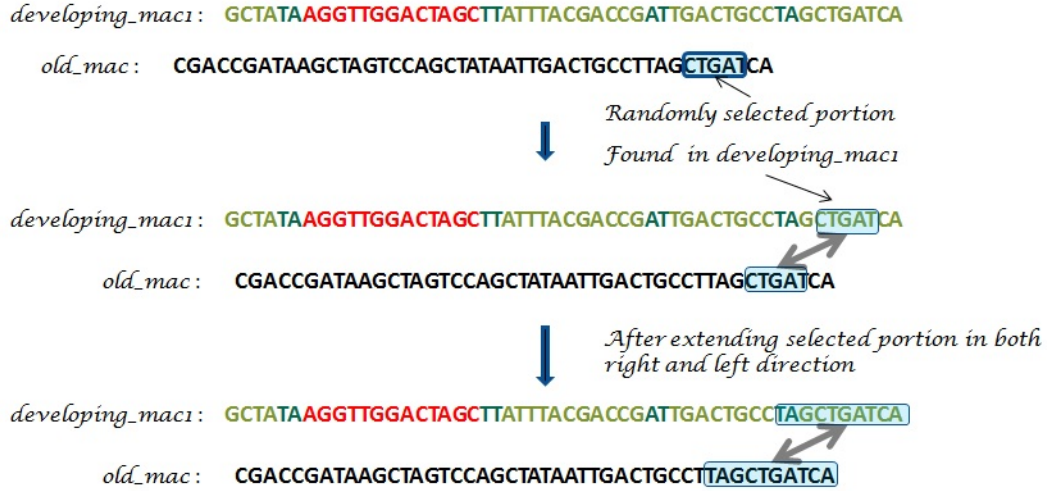 developing_mac1: GCTATAAGGTTGGACTAGCTTATTTACGACCGATTGACTGCCTAGCTGATCA
old_mac: CGACCGATAAGCTAGTCCAGCTATAATTGACTGCCTTAGCTGATCA
Randomly selected portion
Found in developing_mac1
developing_mac1: GCTATAAGGTTGGACTAGCTTATTTACGACCGATTGACTGCCTAGCTGATCA
old_mac: CGACCGATAAGCTAGTCCAGCTATAATTGACTGCCTTAGCTGATCA
After extending selected portion in both
right and left direction
developing_mac1: GCTATAAGGTTGGACTAGCTTATTTACGACCGATTGACTGCCTAGCTGATCA
old_mac: CGACCGATAAGCTAGTCCAGCTATAATTGACTGCCTTAGCTGATCA